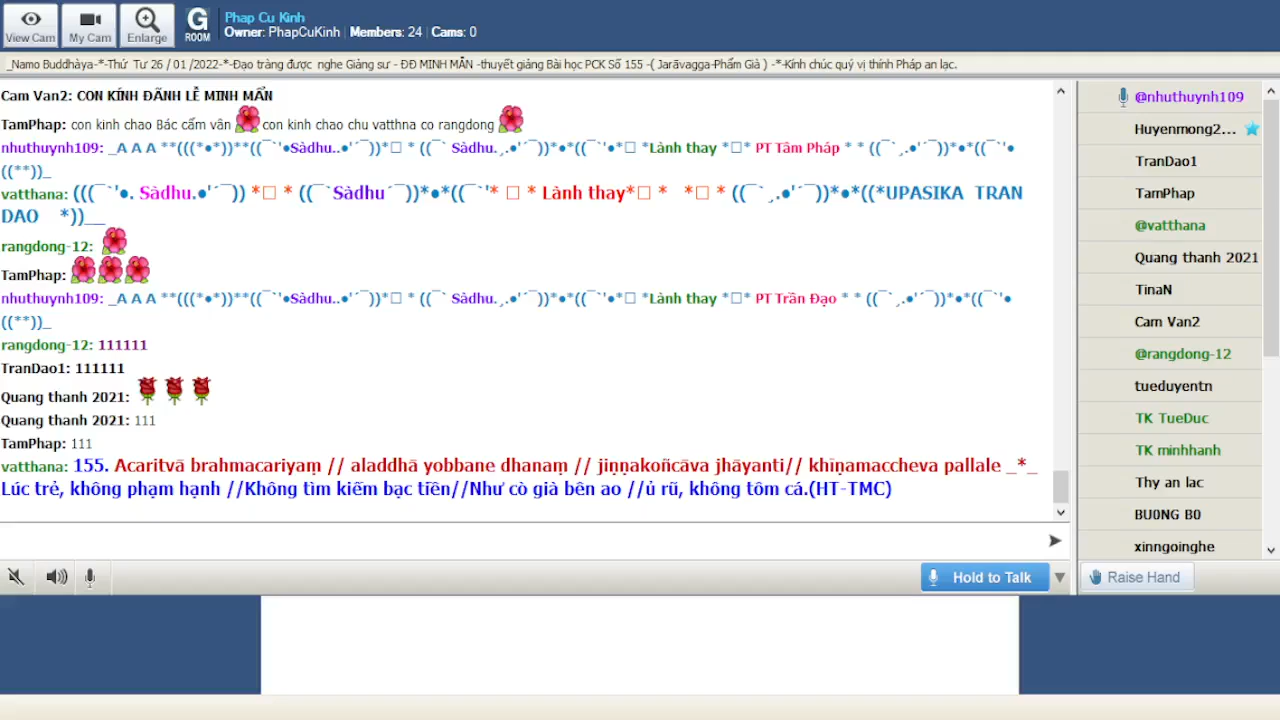 View Cam
My Cam
Enlarge
G
ROOM
Phap Cu Kinh
Owner: PhapCuKinh | Members: 24 | Cams: 0
_Namo Buddhàya-*-Thứ Tư 26 / 01 /2022-*-Đạo tràng được nghe Giảng sư - ĐĐ MINH MẪN -thuyết giảng Bài học PCK Số 155 -( Jarāvagga-Phẩm Già ) -*-Kính chúc quý vị thính Pháp an lạc.
Cam Van2: CON KÍNH ĐÃNH LỄ MINH MẨN
TamPhap: con kinh chao Bác cẩm vân con kinh chao chu vatthna co rangdong
nhuthuynh109: _A A A **(((*●*))**((¯`'●Sàdhu..●'´¯))*□ * ((¯` Sàdhu.¸.●'´¯))*●*((¯`'●*□ *Lành thay *□* PT Tâm Pháp * * ((¯`¸.●'´¯))*●*((¯`'●
((**))_
vatthana: (((¯`'●. Sàdhu.●'´¯)) *□ * ((¯`Sàdhu´¯))*●*((¯`'* □ * Lành thay*□ * *□ * ((¯`¸.●'´¯))*●*((*UPASIKA TRAN
DAO *))__
rangdong-12:
TamPhap:
nhuthuynh109: _A A A **(((*●*))**((¯`'●Sàdhu..●'´¯))*□ * ((¯` Sàdhu.¸.●'´¯))*●*((¯`'●*□ *Lành thay *□* PT Trần Đạo * * ((¯`¸.●'´¯))*●*((¯`'●
((**))_
rangdong-12: 111111
TranDao1: 111111
Quang thanh 2021:
Quang thanh 2021: 111
TamPhap: 111
vatthana: 155. Acaritvā brahmacariyaṃ // aladdhā yobbane dhanaṃ // jiṇṇakoñcāva jhāyanti// khīṇamaccheva pallale _*_
Lúc trẻ, không phạm hạnh //Không tìm kiếm bạc tiền//Như cò già bên ao //ủ rũ, không tôm cá.(HT-TMC)
@nhuthuynh109
Huyenmong2...
TranDao1
TamPhap
@vatthana
Quang thanh 2021
TinaN
Cam Van2
@rangdong-12
tueduyentn
TK TueDuc
TK minhhanh
Thy an lac
BU0NG B0
xinngoinghe
Hold to Talk
Raise Hand